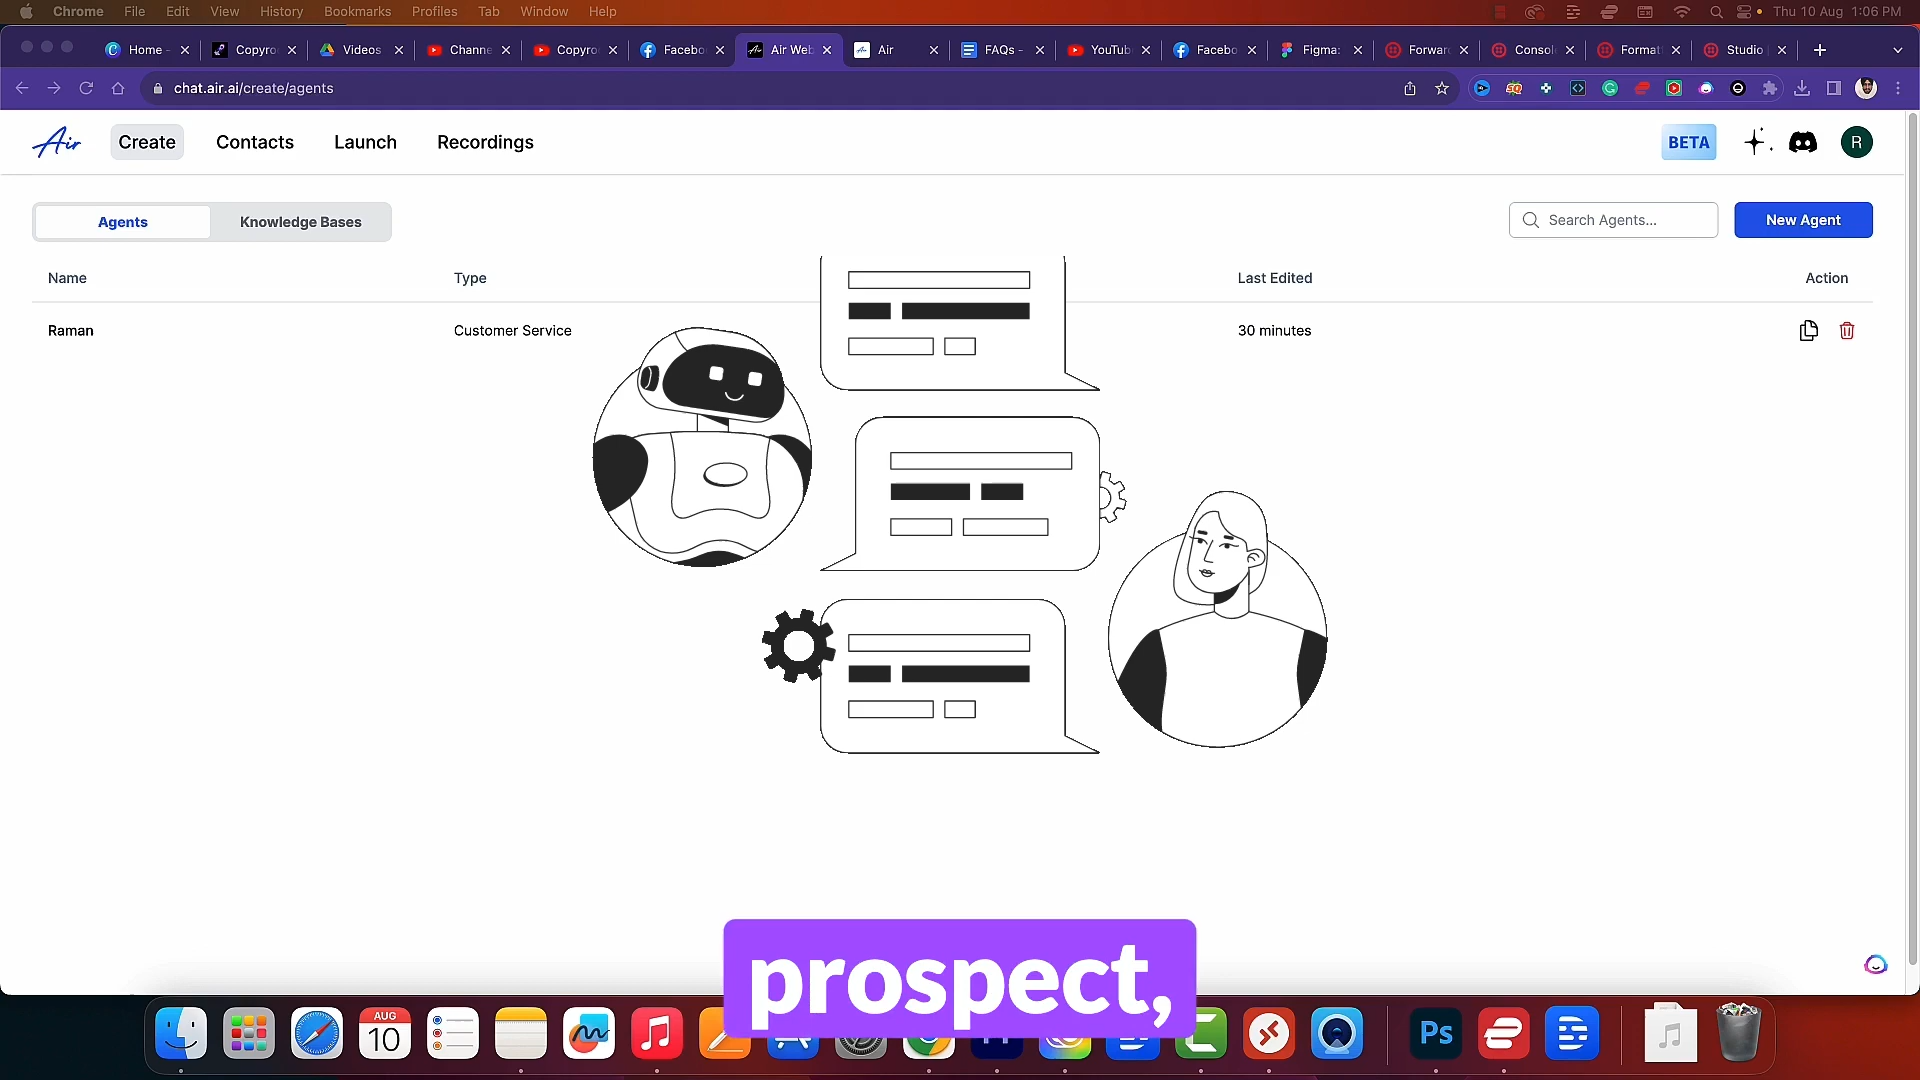 Chrome File Edit View History Bookmarks Profiles Tab Window Help Thu 10 Aug 1:06 PM
Home - Copyro Videos Channe Copyro Facebo Air Web Air FAQs - YouTub Facebo Figma: Forwar Consol Format Studio
chat.air.ai/create/agents
Air Create Contacts Launch Recordings BETA R
Agents Knowledge Bases Search Agents... New Agent
Name Type Last Edited Action
Raman Customer Service 30 minutes
prospect,
AUG
10
Ps